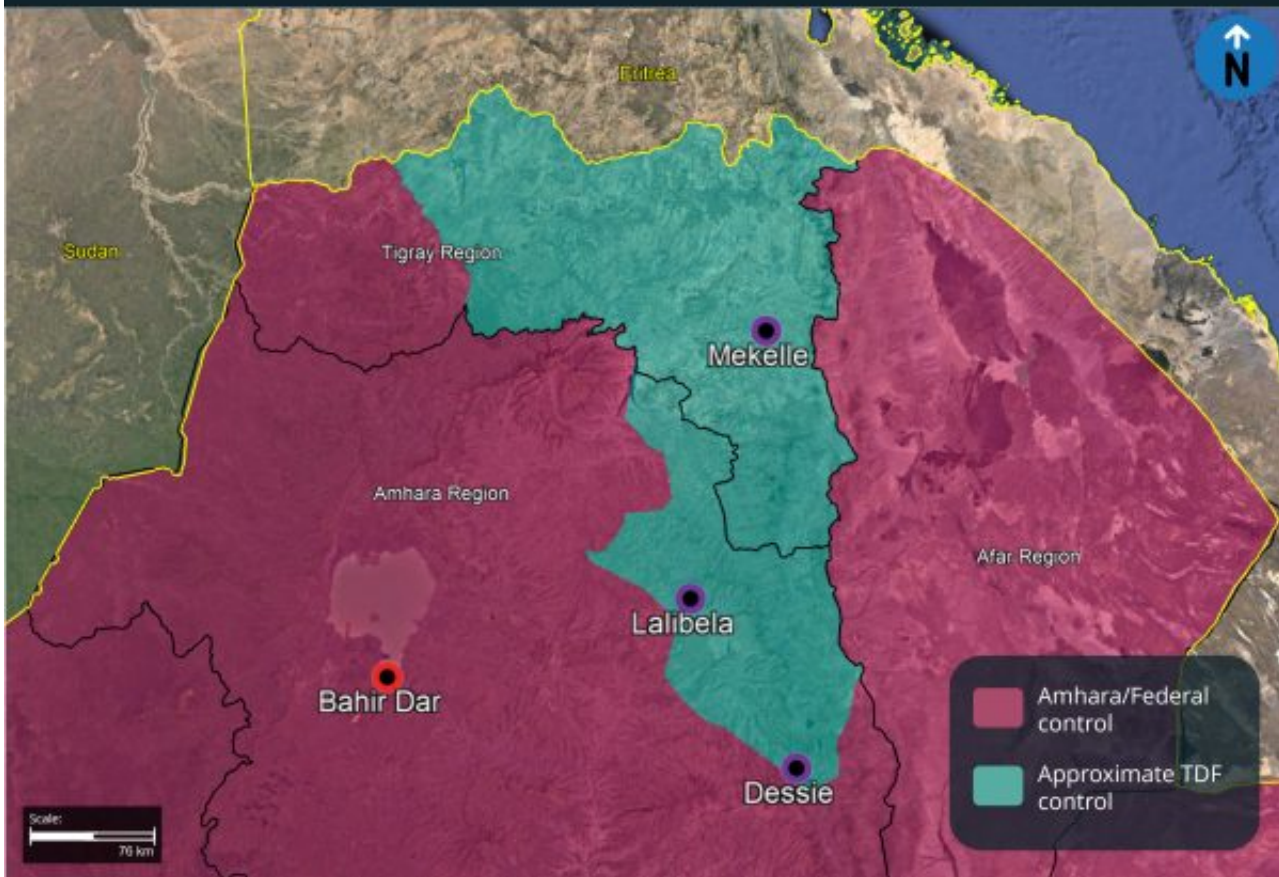 N
Eritrea
Sudan
Tigray Region
Mekelle
Amhara Region
Afar Region
Lalibela
Bahir Dar
Dessie
Amhara/Federal
control
Approximate TDF
control
Scale:
76 km